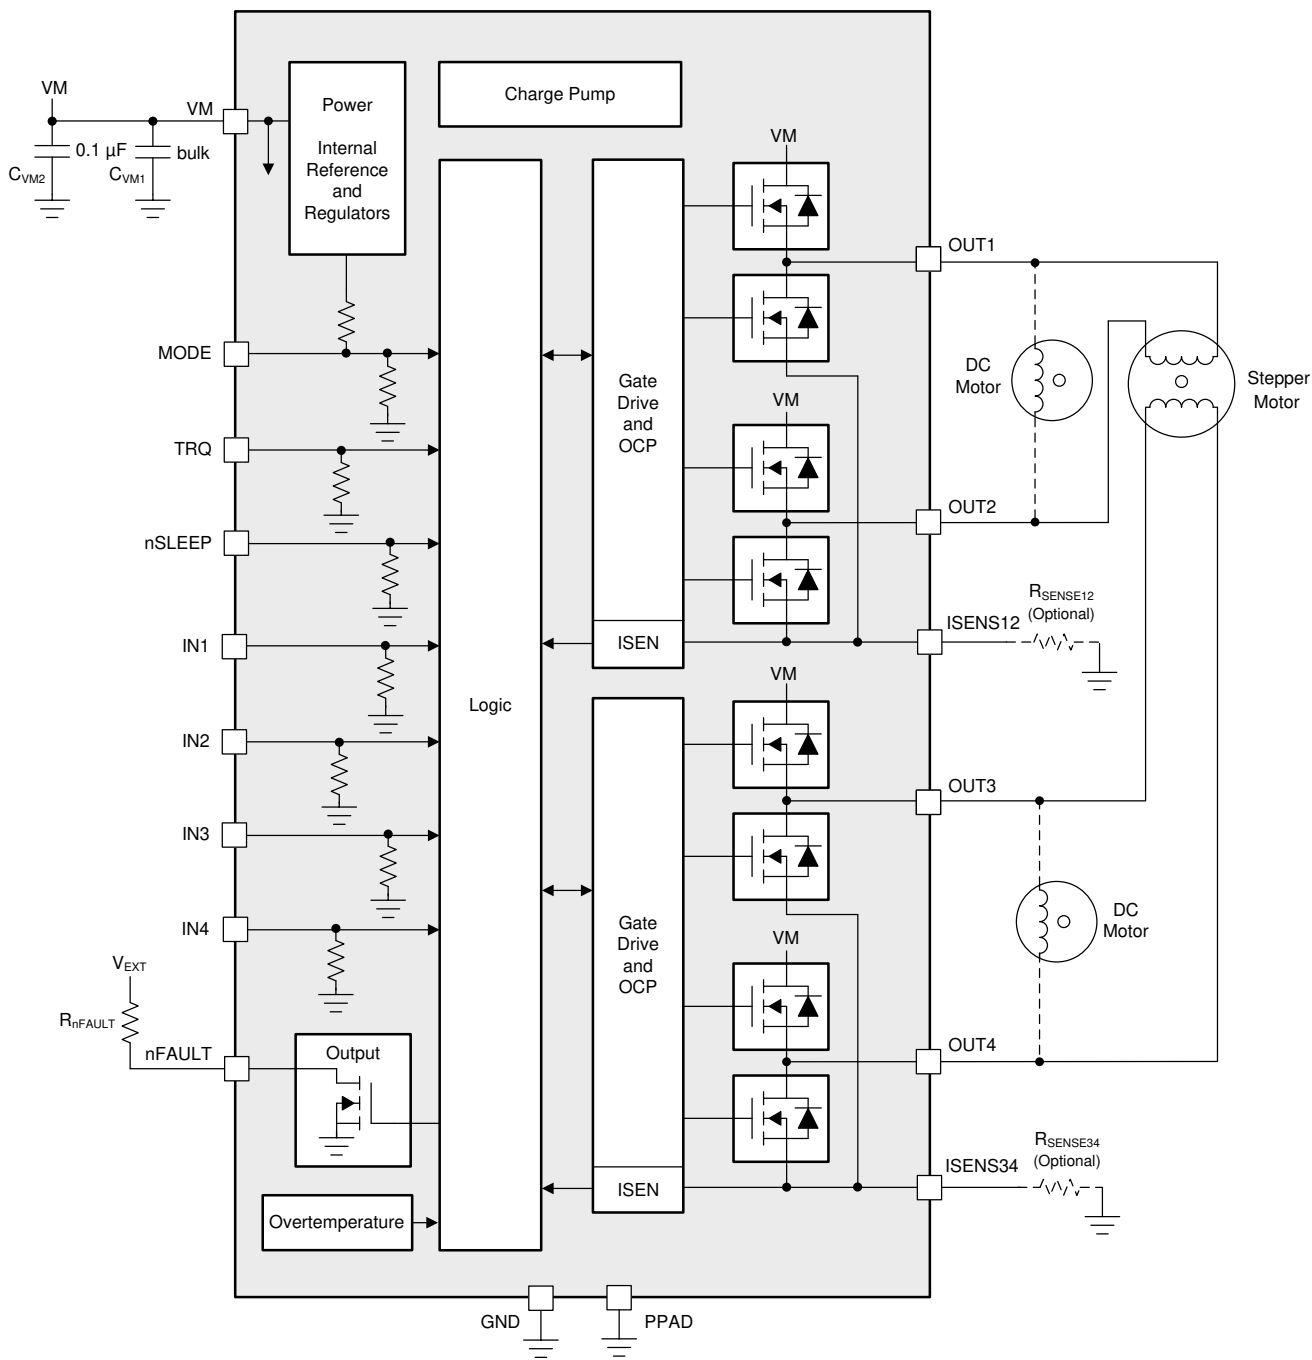 VM
VM
0.1 µF
bulk
CVM2
CVM1
Power
Internal
Reference
and
Regulators
Charge Pump
VM
OUT1
MODE
TRQ
nSLEEP
IN1
IN2
IN3
IN4
VEXT
RnFAULT
nFAULT
Output
Overtemperature
Logic
Gate
Drive
and
OCP
ISEN
VM
DC
Motor
Stepper
Motor
OUT2
RSENSE12
(Optional)
ISENS12
VM
OUT3
Gate
Drive
and
OCP
ISEN
VM
DC
Motor
OUT4
RSENSE34
(Optional)
ISENS34
GND
PPAD